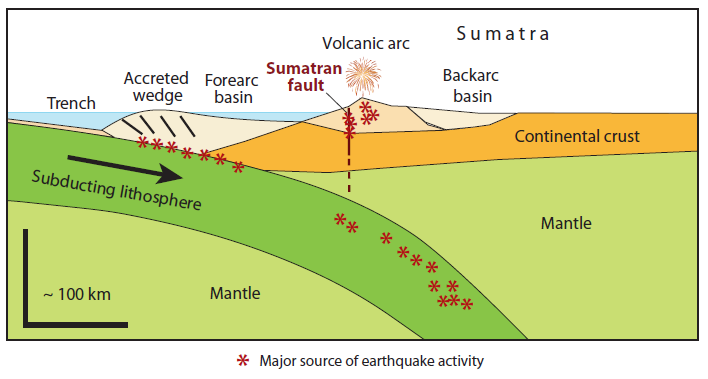 Sumatra
Volcanic arc
Sumatran
fault
Accreted
wedge
Forearc
basin
Backarc
basin
Trench
Continental crust
Subducting lithosphere
Mantle
~ 100 km
Mantle
* Major source of earthquake activity